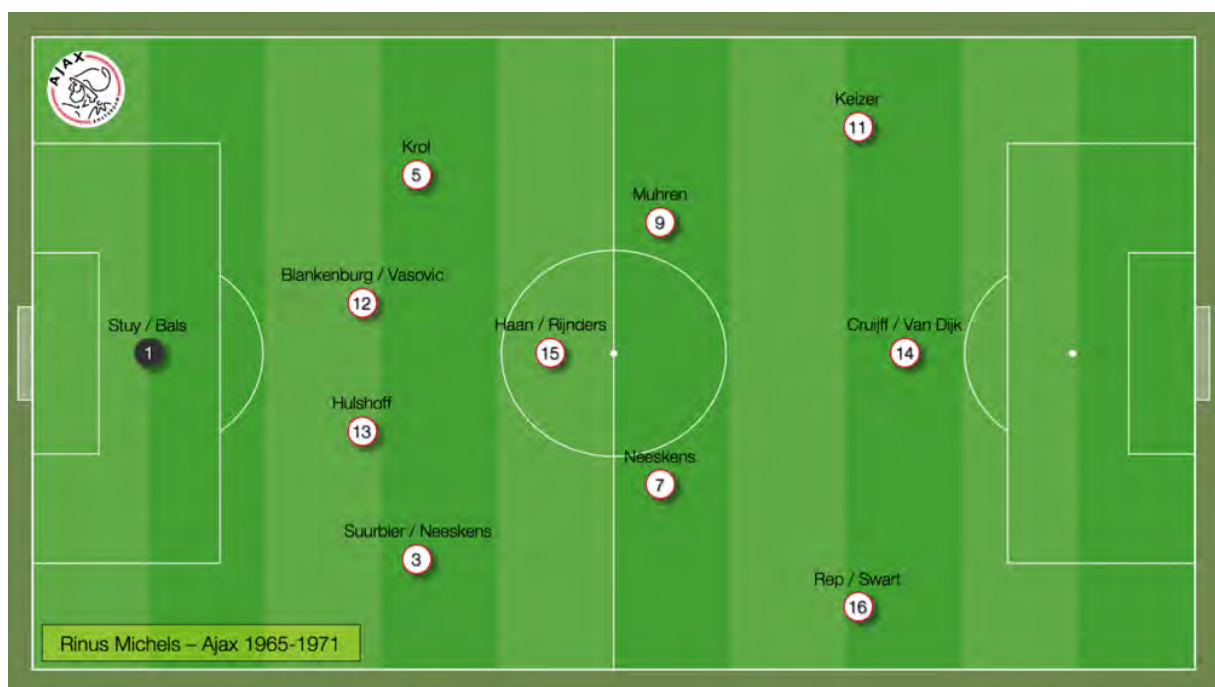 AJAX
AMSTERDAM
Keizer
11
Krol
5
Muhren
9
Blankenburg / Vasovic
12
Stuy / Bals
1
Haan / Rijnders
15
Cruijff / Van Dijk
14
Hulshoff
13
Neeskens
7
Suurbier / Neeskens
3
Rep / Swart
16
Rinus Michels – Ajax 1965-1971